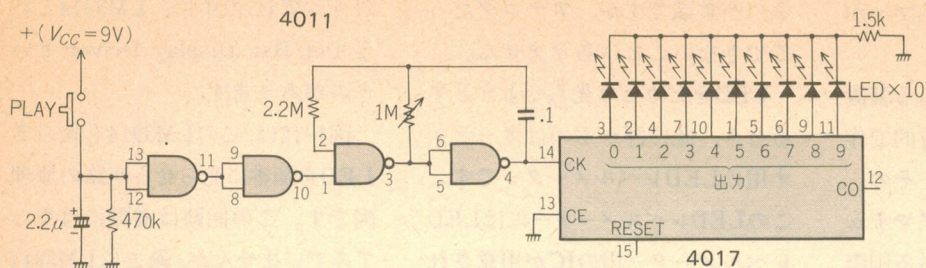 4011
+(VCC=9V)
1.5k
PLAY
2.2M
1M
.1
LED×10
3 2 4 7 10 1 5 6 9 11
0 1 2 3 4 5 6 7 8 9
出力
13
12
11
9
8
10
2
1
3
6
5
4
14
CK
CO
12
2.2μ
+
-
470k
13
CE
RESET
15
4017